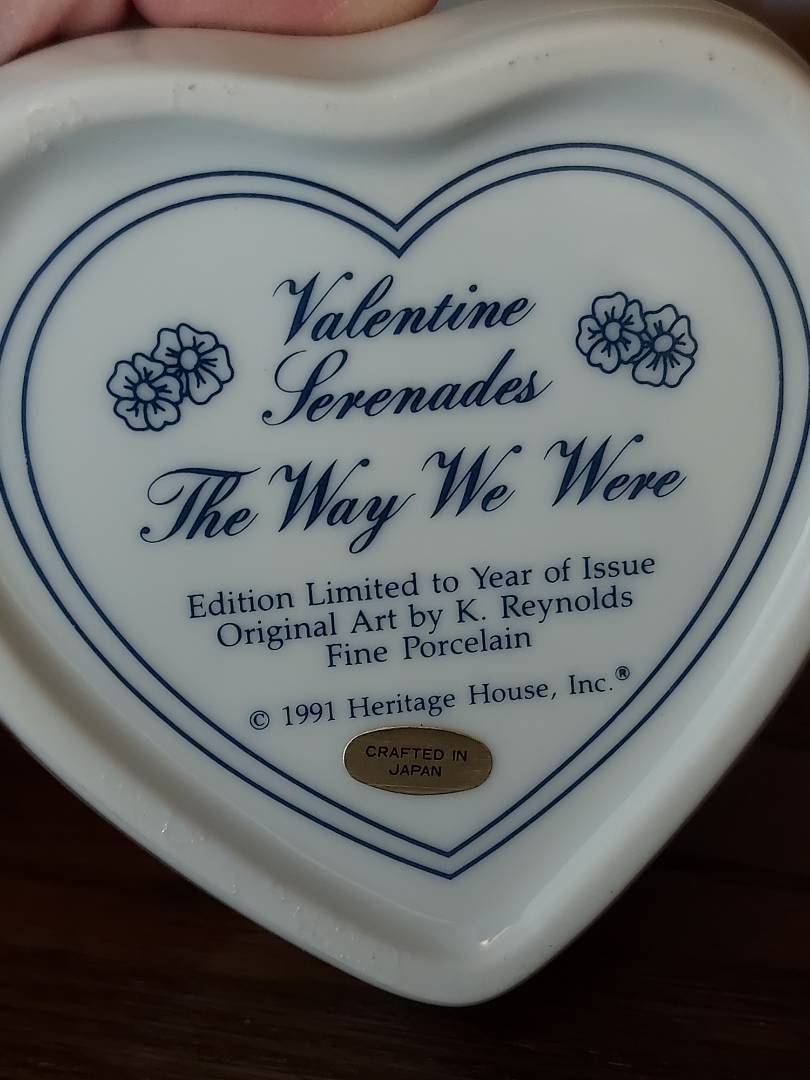 Valentine
Serenades
The Way We Were
Edition Limited to Year of Issue
Original Art by K. Reynolds
Fine Porcelain
© 1991 Heritage House, Inc.®
CRAFTED IN
JAPAN